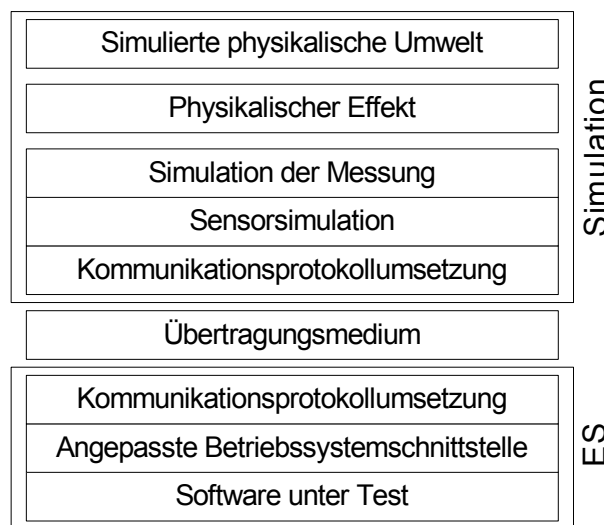 Simulierte physikalische Umwelt
Physikalischer Effekt
Simulation der Messung
Sensorsimulation
Kommunikationsprotokollumsetzung
Simulation
Übertragungsmedium
Kommunikationsprotokollumsetzung
Angepasste Betriebssystemschnittstelle
Software unter Test
ES